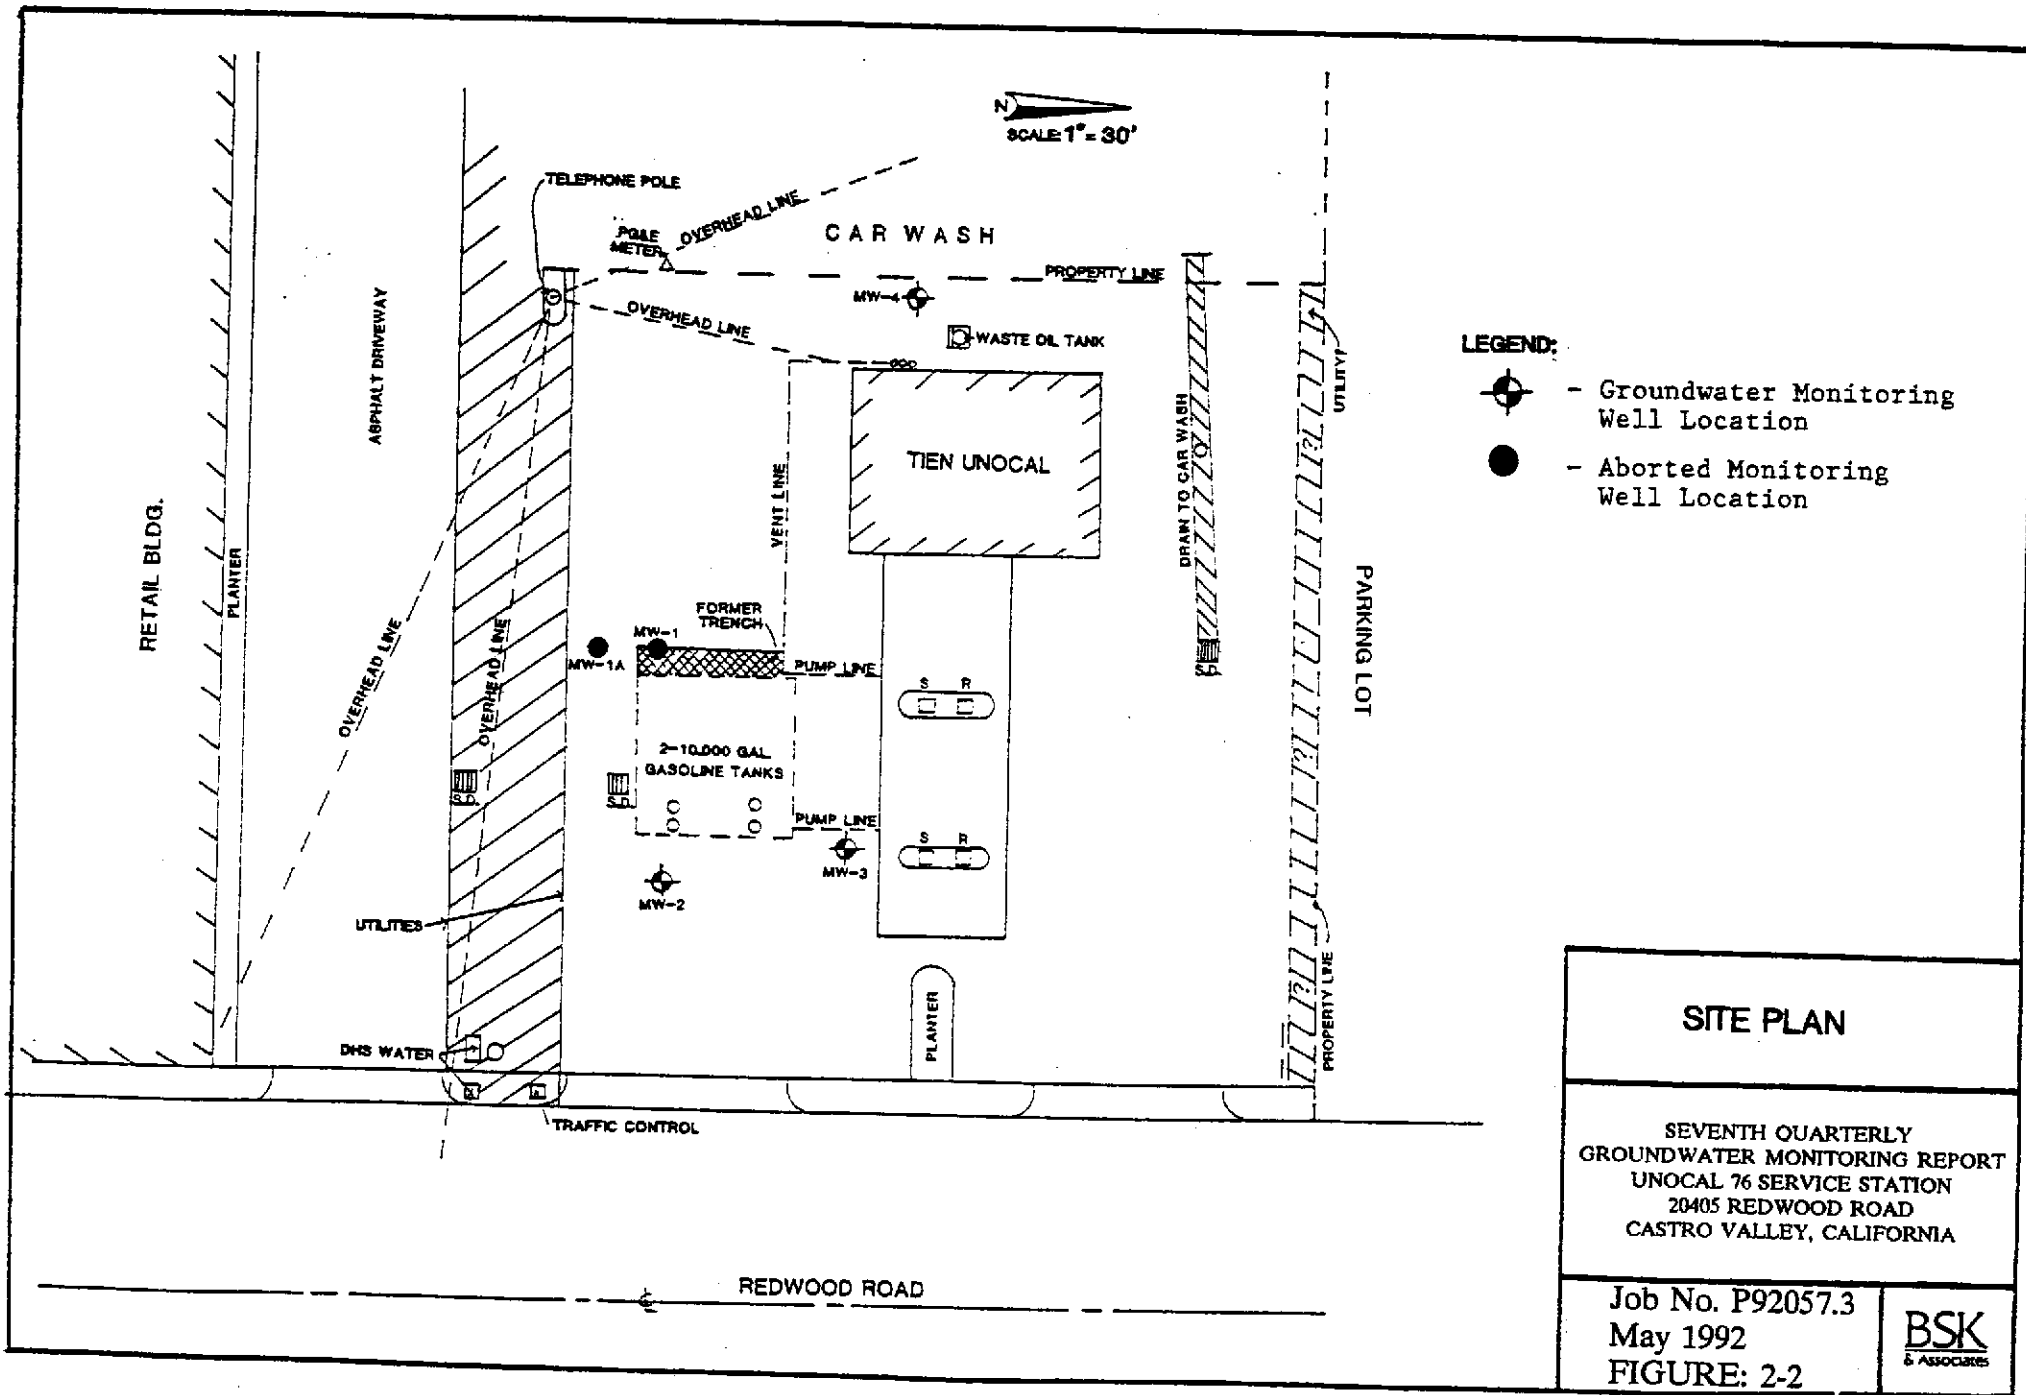 N
SCALE: 1" = 30'
TELEPHONE POLE
OVERHEAD LINE
PG&E
METER
CAR WASH
PROPERTY LINE
MW-4
OVERHEAD LINE
WASTE OIL TANK
UTILITY?
ASPHALT DRIVEWAY
TIEN UNOCAL
VENT LINE
DRAIN TO CAR WASH
RETAIL BLDG.
PLANTER
OVERHEAD LINE
OVERHEAD LINE
FORMER
TRENCH
MW-1
MW-1A
PUMP LINE
S.D.
PARKING LOT
S R
2-10,000 GAL.
GASOLINE TANKS
S.D.
S.D.
PUMP LINE
S R
MW-3
MW-2
UTILITIES
PLANTER
PROPERTY LINE
?
?
?
?
DHS WATER
TRAFFIC CONTROL
REDWOOD ROAD
LEGEND:
- Groundwater Monitoring
Well Location
- Aborted Monitoring
Well Location
SITE PLAN
SEVENTH QUARTERLY
GROUNDWATER MONITORING REPORT
UNOCAL 76 SERVICE STATION
20405 REDWOOD ROAD
CASTRO VALLEY, CALIFORNIA
Job No. P92057.3
May 1992
FIGURE: 2-2
BSK
& Associates